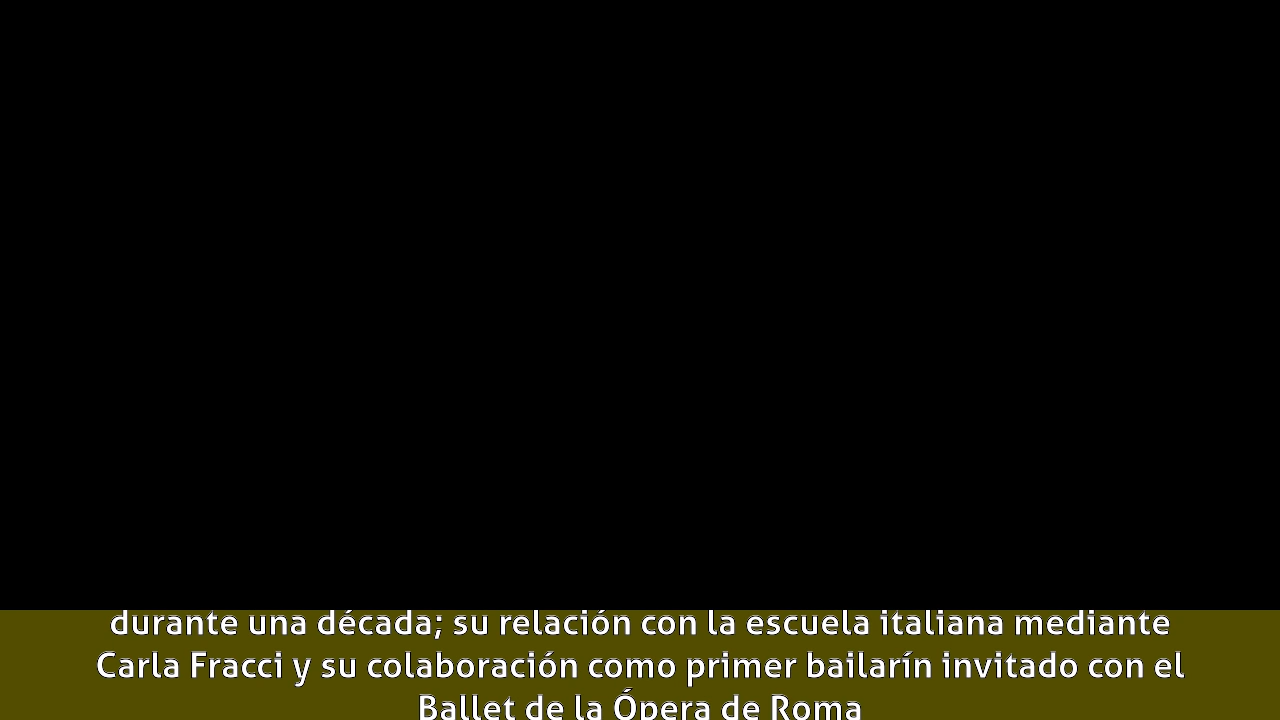 durante una década; su relación con la escuela italiana mediante
Carla Fracci y su colaboración como primer bailarín invitado con el
Ballet de la Ópera de Roma